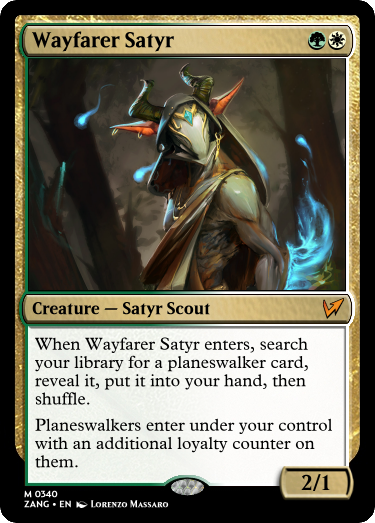 Wayfarer Satyr
Creature — Satyr Scout
When Wayfarer Satyr enters, search
your library for a planeswalker card,
reveal it, put it into your hand, then
shuffle.
Planeswalkers enter under your control
with an additional loyalty counter on
them.
2/1
M 0340
ZANG • EN Lorenzo Massaro